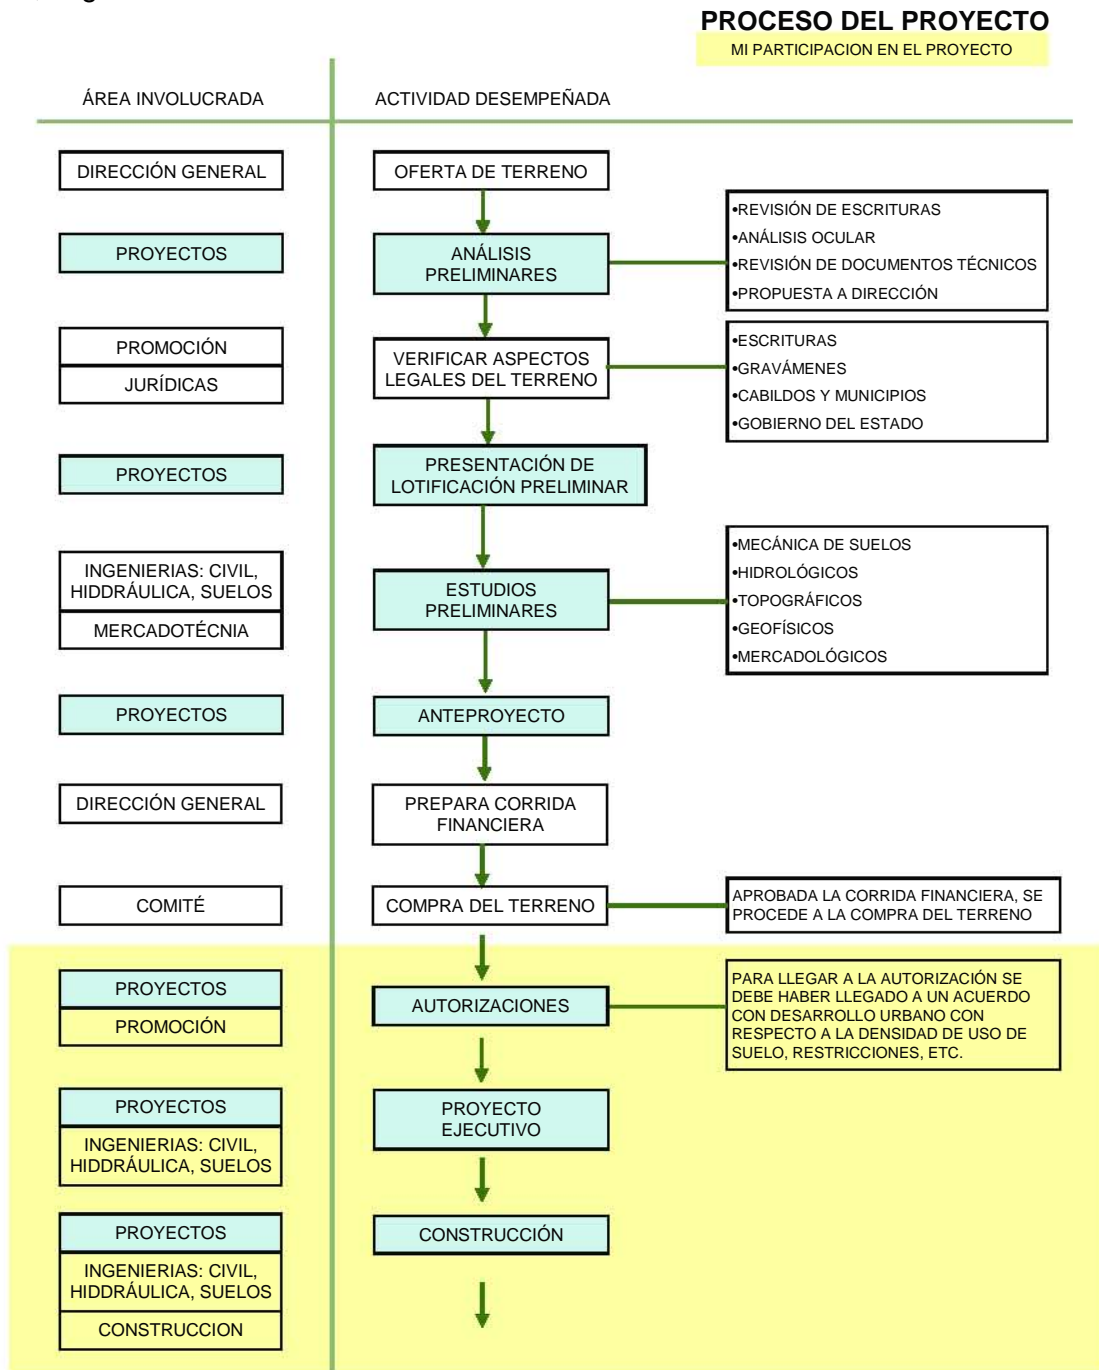 PROCESO DEL PROYECTO
MI PARTICIPACION EN EL PROYECTO
ÁREA INVOLUCRADA
ACTIVIDAD DESEMPEÑADA
DIRECCIÓN GENERAL
OFERTA DE TERRENO
PROYECTOS
ANÁLISIS
PRELIMINARES
•REVISIÓN DE ESCRITURAS
•ANÁLISIS OCULAR
•REVISIÓN DE DOCUMENTOS TÉCNICOS
•PROPUESTA A DIRECCIÓN
PROMOCIÓN
JURÍDICAS
VERIFICAR ASPECTOS
LEGALES DEL TERRENO
•ESCRITURAS
•GRAVÁMENES
•CABILDOS Y MUNICIPIOS
•GOBIERNO DEL ESTADO
PROYECTOS
PRESENTACIÓN DE
LOTIFICACIÓN PRELIMINAR
INGENIERIAS: CIVIL,
HIDDRÁULICA, SUELOS
MERCADOTÉCNIA
ESTUDIOS
PRELIMINARES
•MECÁNICA DE SUELOS
•HIDROLÓGICOS
•TOPOGRÁFICOS
•GEOFÍSICOS
•MERCADOLÓGICOS
PROYECTOS
ANTEPROYECTO
DIRECCIÓN GENERAL
PREPARA CORRIDA
FINANCIERA
COMITÉ
COMPRA DEL TERRENO
APROBADA LA CORRIDA FINANCIERA, SE
PROCEDE A LA COMPRA DEL TERRENO
PROYECTOS
PROMOCIÓN
AUTORIZACIONES
PARA LLEGAR A LA AUTORIZACIÓN SE
DEBE HABER LLEGADO A UN ACUERDO
CON DESARROLLO URBANO CON
RESPECTO A LA DENSIDAD DE USO DE
SUELO, RESTRICCIONES, ETC.
PROYECTOS
INGENIERIAS: CIVIL,
HIDDRÁULICA, SUELOS
PROYECTO
EJECUTIVO
PROYECTOS
INGENIERIAS: CIVIL,
HIDDRÁULICA, SUELOS
CONSTRUCCION
CONSTRUCCIÓN